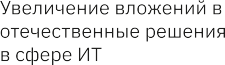 Увеличение вложений в
отечественные решения
в сфере ИТ